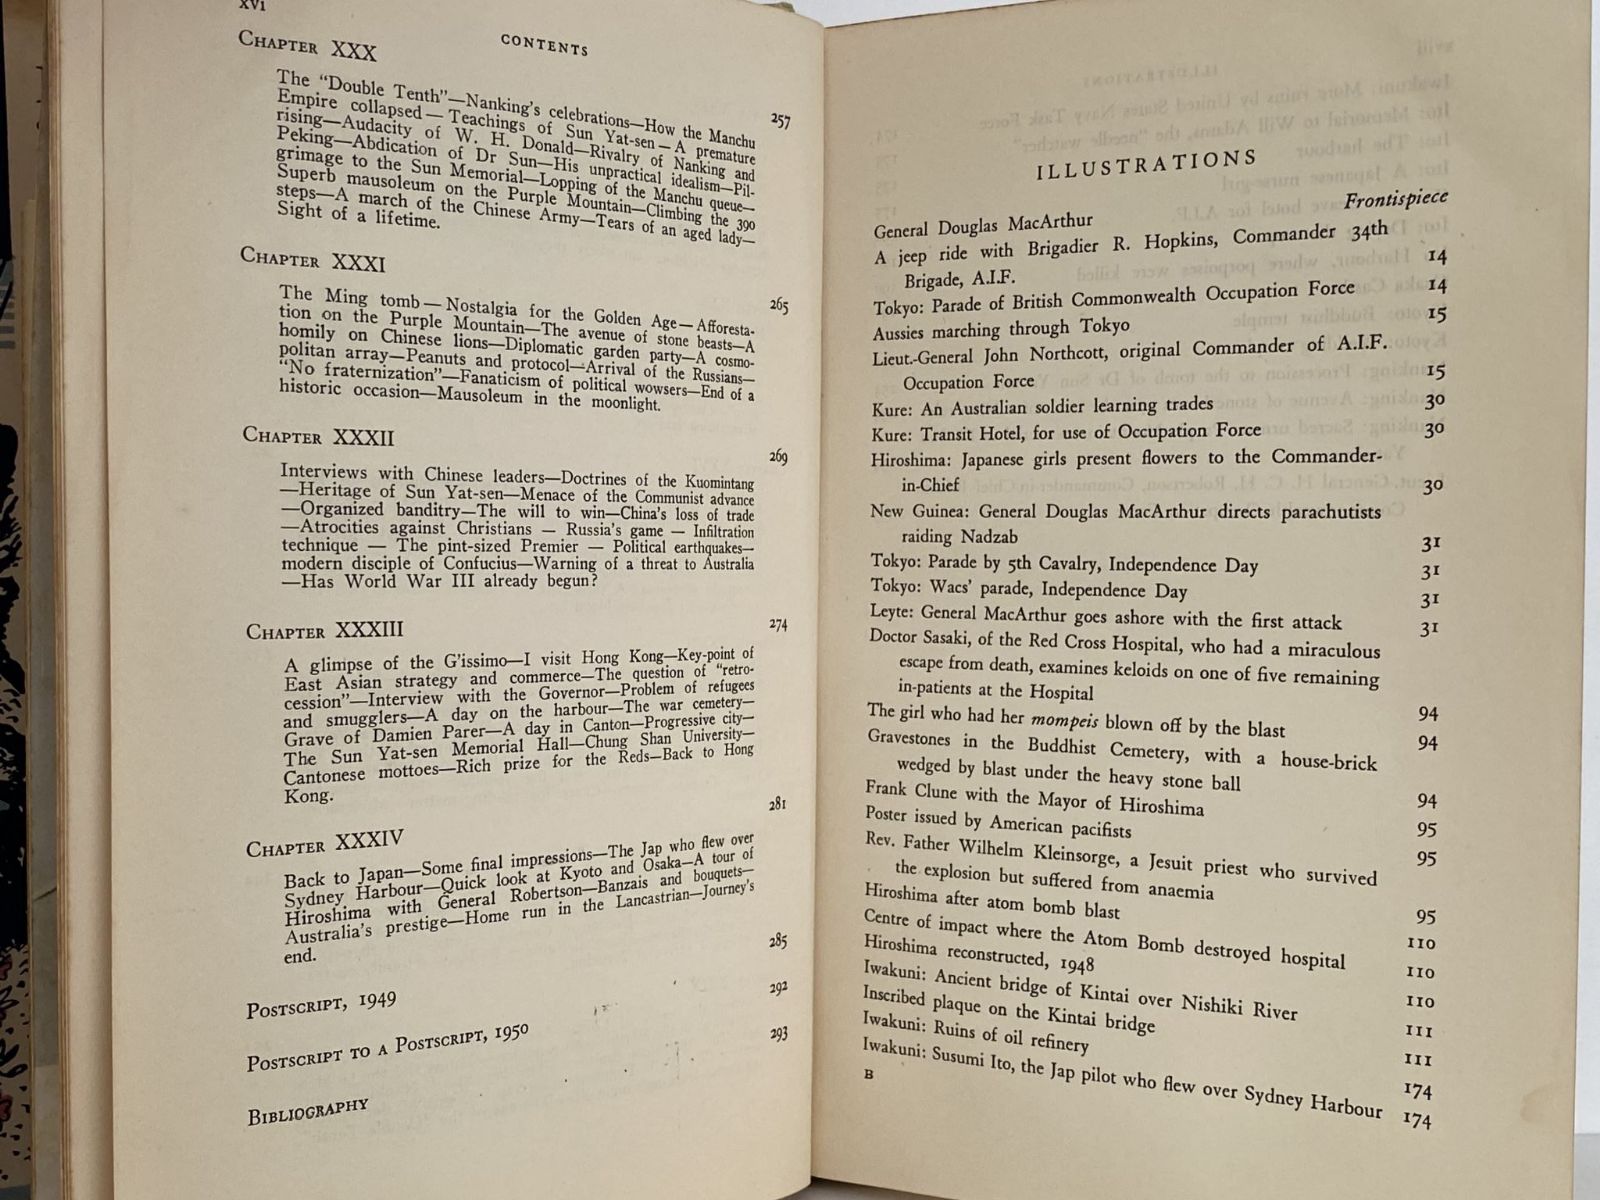 xvi
CONTENTS
CHAPTER XXX 257
The "Double Tenth"—Nanking's celebrations—How the Manchu
Empire collapsed — Teachings of Sun Yat-sen — A premature
rising—Audacity of W. H. Donald—Rivalry of Nanking and
Peking—Abdication of Dr Sun—His unpractical idealism—Pil-
grimage to the Sun Memorial—Lopping of the Manchu queue—
Superb mausoleum on the Purple Mountain—Climbing the 390
steps—A march of the Chinese Army—Tears of an aged lady—
Sight of a lifetime.
CHAPTER XXXI 265
The Ming tomb — Nostalgia for the Golden Age — Afforesta-
tion on the Purple Mountain—The avenue of stone beasts—A
homily on Chinese lions—Diplomatic garden party—A cosmo-
politan array—Peanuts and protocol—Arrival of the Russians—
"No fraternization"—Fanaticism of political wowsers—End of a
historic occasion—Mausoleum in the moonlight.
CHAPTER XXXII 269
Interviews with Chinese leaders—Doctrines of the Kuomintang
—Heritage of Sun Yat-sen—Menace of the Communist advance
—Organized banditry—The will to win—China's loss of trade
—Atrocities against Christians — Russia's game — Infiltration
technique — The pint-sized Premier — Political earthquakes—
modern disciple of Confucius—Warning of a threat to Australia
—Has World War III already begun?
CHAPTER XXXIII 274
A glimpse of the G'issimo—I visit Hong Kong—Key-point of
East Asian strategy and commerce—The question of "retro-
cession"—Interview with the Governor—Problem of refugees
and smugglers—A day on the harbour—The war cemetery—
Grave of Damien Parer—A day in Canton—Progressive city—
The Sun Yat-sen Memorial Hall—Chung Shan University—
Cantonese mottoes—Rich prize for the Reds—Back to Hong
Kong.
CHAPTER XXXIV 281
Back to Japan—Some final impressions—The Jap who flew over
Sydney Harbour—Quick look at Kyoto and Osaka—A tour of
Hiroshima with General Robertson—Banzais and bouquets—
Australia's prestige—Home run in the Lancastrian—Journey's
end.
POSTSCRIPT, 1949 285
POSTSCRIPT TO A POSTSCRIPT, 1950 292
BIBLIOGRAPHY 293
ILLUSTRATIONS
General Douglas MacArthur Frontispiece
A jeep ride with Brigadier R. Hopkins, Commander 34th
Brigade, A.I.F. 14
Tokyo: Parade of British Commonwealth Occupation Force 14
Aussies marching through Tokyo 15
Lieut.-General John Northcott, original Commander of A.I.F.
Occupation Force 15
Kure: An Australian soldier learning trades 30
Kure: Transit Hotel, for use of Occupation Force 30
Hiroshima: Japanese girls present flowers to the Commander-
in-Chief 30
New Guinea: General Douglas MacArthur directs parachutists
raiding Nadzab 31
Tokyo: Parade by 5th Cavalry, Independence Day 31
Tokyo: Wacs' parade, Independence Day 31
Leyte: General MacArthur goes ashore with the first attack 31
Doctor Sasaki, of the Red Cross Hospital, who had a miraculous
escape from death, examines keloids on one of five remaining
in-patients at the Hospital 94
The girl who had her mompeis blown off by the blast 94
Gravestones in the Buddhist Cemetery, with a house-brick
wedged by blast under the heavy stone ball 94
Frank Clune with the Mayor of Hiroshima 95
Poster issued by American pacifists 95
Rev. Father Wilhelm Kleinsorge, a Jesuit priest who survived
the explosion but suffered from anaemia 95
Hiroshima after atom bomb blast 110
Centre of impact where the Atom Bomb destroyed hospital 110
Hiroshima reconstructed, 1948 110
Iwakuni: Ancient bridge of Kintai over Nishiki River 111
Inscribed plaque on the Kintai bridge 111
Iwakuni: Ruins of oil refinery 174
Iwakuni: Susumi Ito, the Jap pilot who flew over Sydney Harbour 174
B